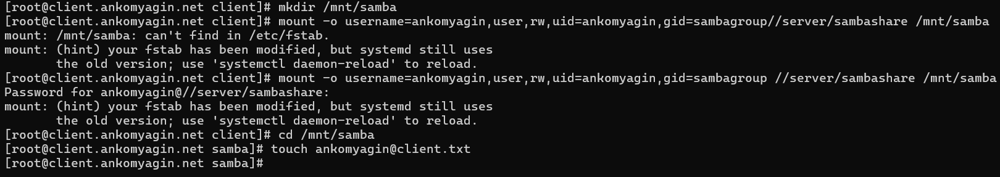 [root@client.ankomyagin.net client]# mkdir /mnt/samba
[root@client.ankomyagin.net client]# mount -o username=ankomyagin,user,rw,uid=ankomyagin,gid=sambagroup//server/sambashare /mnt/samba
mount: /mnt/samba: can't find in /etc/fstab.
mount: (hint) your fstab has been modified, but systemd still uses
       the old version; use 'systemctl daemon-reload' to reload.
[root@client.ankomyagin.net client]# mount -o username=ankomyagin,user,rw,uid=ankomyagin,gid=sambagroup //server/sambashare /mnt/samba
Password for ankomyagin@//server/sambashare:
mount: (hint) your fstab has been modified, but systemd still uses
       the old version; use 'systemctl daemon-reload' to reload.
[root@client.ankomyagin.net client]# cd /mnt/samba
[root@client.ankomyagin.net samba]# touch ankomyagin@client.txt
[root@client.ankomyagin.net samba]#